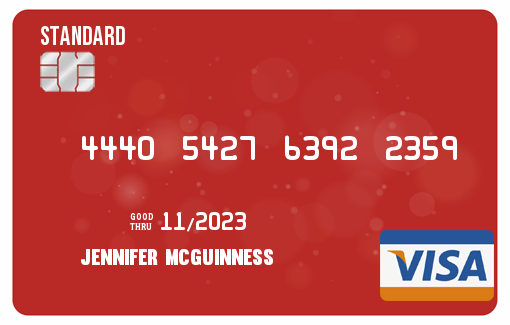 STANDARD
4440 5427 6392 2359
GOOD THRU 11/2023
JENNIFER MCGUINNESS
VISA